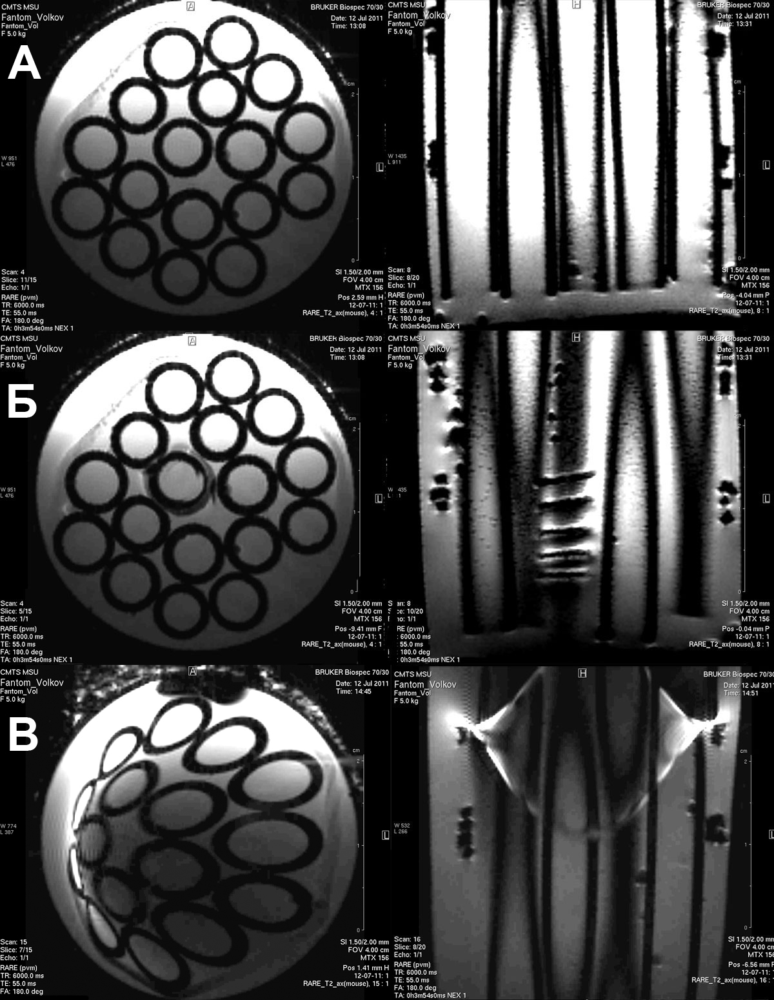 CMTS MSU
Fantom_Volkov
Fantom_Vol
F 5.0 kg
A
BRUKER Biospec 70/30
Date: 12 Jul 2011
Time: 13:08
А
cm
2
1
0
W 951
L 476
L
Scan: 4
Slice: 11/15
Echo: 1/1
RARE (pvm)
TR: 6000.0 ms
TE: 55.0 ms
FA: 180.0 deg
TA: 0h3m54s0ms NEX 1
SI 1.50/2.00 mm
FOV 4.00 cm
MTX 156
Pos 2.59 mm H
12-07-11: 1
RARE_T2_ax(mouse), 4 : 1
CMTS MSU
Fantom_Volkov
Fantom_Vol
F 5.0 kg
H
BRUKER Biospec 70/30
Date: 12 Jul 2011
Time: 13:31
cm
2
1
0
W 1435
L 911
L
Scan: 8
Slice: 8/20
Echo: 1/1
RARE (pvm)
TR: 6000.0 ms
TE: 55.0 ms
FA: 180.0 deg
TA: 0h3m54s0ms NEX 1
SI 1.50/2.00 mm
FOV 4.00 cm
MTX 156
Pos -4.04 mm P
12-07-11: 1
RARE_T2_ax(mouse), 8 : 1
CMTS MSU
Fantom_Volkov
Fantom_Vol
F 5.0 kg
A
BRUKER Biospec 70/30
Date: 12 Jul 2011
Time: 13:08
Б
cm
2
1
0
W 951
L 476
L
Scan: 4
Slice: 5/15
Echo: 1/1
RARE (pvm)
TR: 6000.0 ms
TE: 55.0 ms
FA: 180.0 deg
TA: 0h3m54s0ms NEX 1
SI 1.50/2.00 mm
FOV 4.00 cm
MTX 156
Pos -9.41 mm F
12-07-11: 1
RARE_T2_ax(mouse), 4 : 1
CMTS MSU
Fantom_Volkov
Fantom_Vol
F 5.0 kg
H
BRUKER Biospec 70/30
Date: 12 Jul 2011
Time: 13:31
cm
2
1
0
L
8
10/20
1/1
6000.0 ms
55.0 ms
180.0 deg
0h3m54s0ms NEX 1
SI 1.50/2.00 mm
FOV 4.00 cm
MTX 156
Pos -0.04 mm P
12-07-11: 1
RARE_T2_ax(mouse), 8 : 1
CMTS MSU
Fantom_Volkov
Fantom_Vol
F 5.0 kg
A
BRUKER Biospec 70/30
Date: 12 Jul 2011
Time: 14:45
В
cm
2
1
0
W 774
L 387
L
Scan: 15
Slice: 7/15
Echo: 1/1
RARE (pvm)
TR: 6000.0 ms
TE: 55.0 ms
FA: 180.0 deg
SI 1.50/2.00 mm
FOV 4.00 cm
MTX 156
Pos 1.41 mm H
12-07-11: 1
RARE_T2_ax(mouse), 15 : 1
CMTS MSU
Fantom_Volkov
Fantom_Vol
F 5.0 kg
H
BRUKER Biospec 70/30
Date: 12 Jul 2011
Time: 14:51
cm
2
1
0
W 532
L 266
L
Scan: 16
Slice: 8/20
Echo: 1/1
RARE (pvm)
TR: 6000.0 ms
TE: 55.0 ms
FA: 180.0 deg
TA: 0h3m54s0ms NEX 1
SI 1.50/2.00 mm
FOV 4.00 cm
MTX 156
Pos -6.56 mm
12-07-11:
RARE_T2_ax(mouse), 16 :